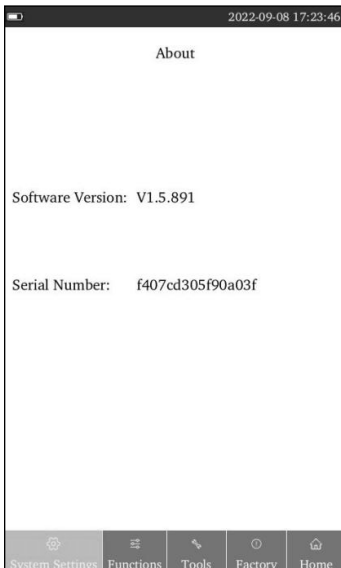 2022-09-08 17:23:46
About
Software Version: V1.5.891
Serial Number: f407cd305f90a03f
System Settings Functions Tools Factory Home